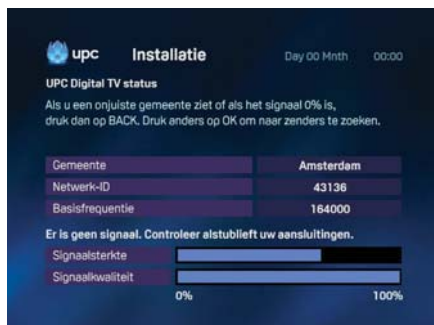 upc Installatie Day 00 Mnth 00:00
UPC Digital TV status
Als u een onjuiste gemeente ziet of als het signaal 0% is,
druk dan op BACK. Druk anders op OK om naar zenders te zoeken.
Gemeente Amsterdam
Netwerk-ID 43136
Basisfrequentie 164000
Er is geen signaal. Controleer alstublieft uw aansluitingen.
Signaalsterkte
Signaalkwaliteit
0% 100%